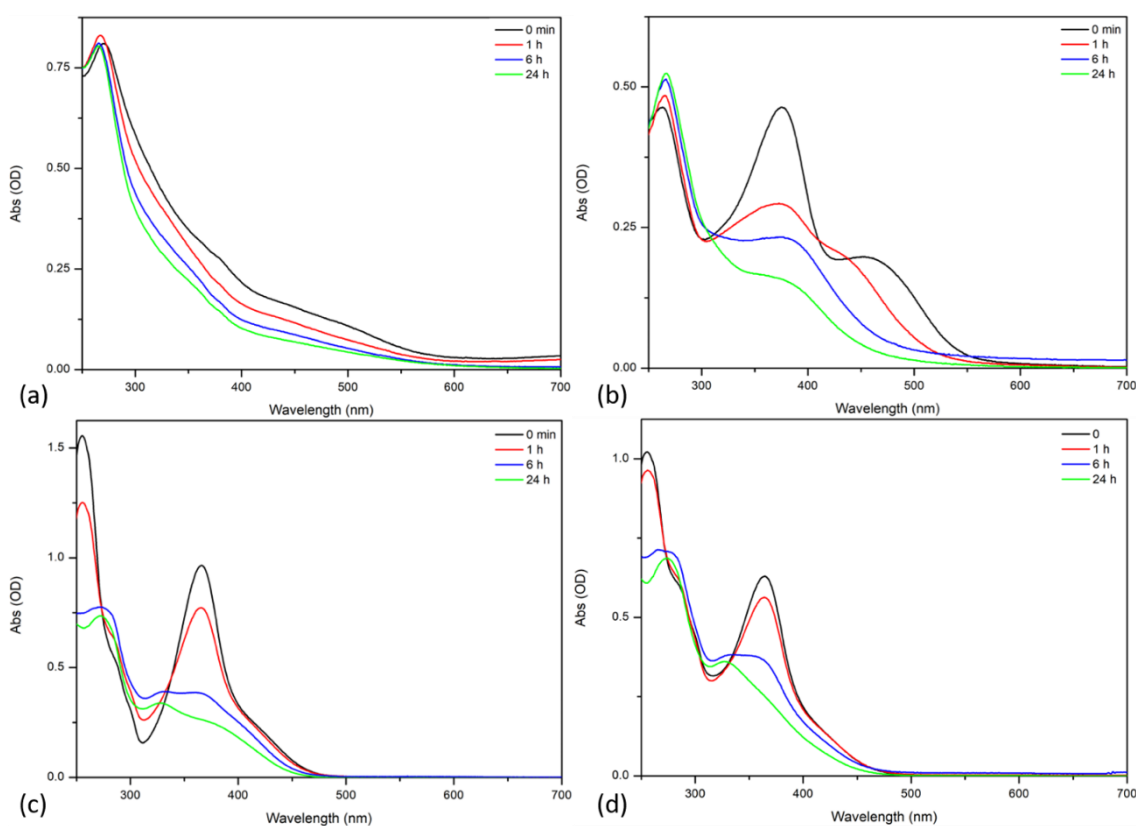 0 min
1 h
6 h
24 h
0.75
0.50
0.25
0.00
Abs (OD)
300 400 500 600 700
Wavelength (nm)
(a)
0 min
1 h
6 h
24 h
0.50
0.25
0.00
Abs (OD)
300 400 500 600 700
Wavelength (nm)
(b)
0 min
1 h
6 h
24 h
1.5
1.0
0.5
0.0
Abs (OD)
300 400 500 600 700
Wavelength (nm)
(c)
0
1 h
6 h
24 h
1.0
0.5
0.0
Abs (OD)
300 400 500 600 700
Wavelength (nm)
(d)